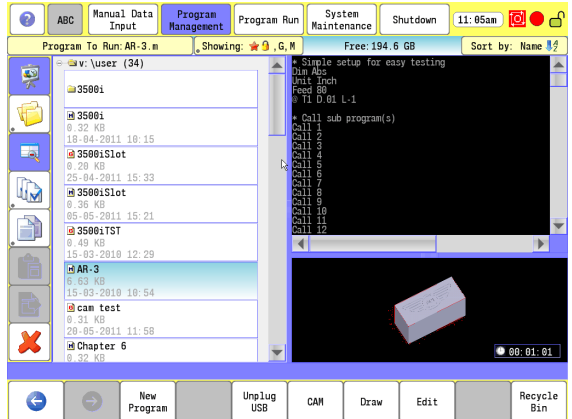 ?
ABC
Manual Data
Input
Program
Management
Program Run
System
Maintenance
Shutdown
11:05am
Program To Run: AR-3.m
Showing: ,G,M
Free:194.6 GB
Sort by: Name
v: \user (34)
3500i
3500i
0.32 KB
18-04-2011 10:15
3500iSlot
0.20 KB
25-04-2011 15:33
3500iSlot
0.36 KB
05-05-2011 15:21
3500iTST
0.49 KB
15-03-2010 12:29
AR-3
6.63 KB
15-03-2010 10:54
cam test
0.31 KB
20-05-2011 11:58
Chapter 6
0.32 KB
* Simple setup for easy testing
Dim Abs
Unit Inch
Feed 80
@ T1 D.01 L-1
* Call sub program(s)
Call 1
Call 2
Call 3
Call 4
Call 5
Call 6
Call 7
Call 8
Call 9
Call 10
Call 11
Call 12
00:01:01
New
Program
Unplug
USB
CAM
Draw
Edit
Recycle
Bin